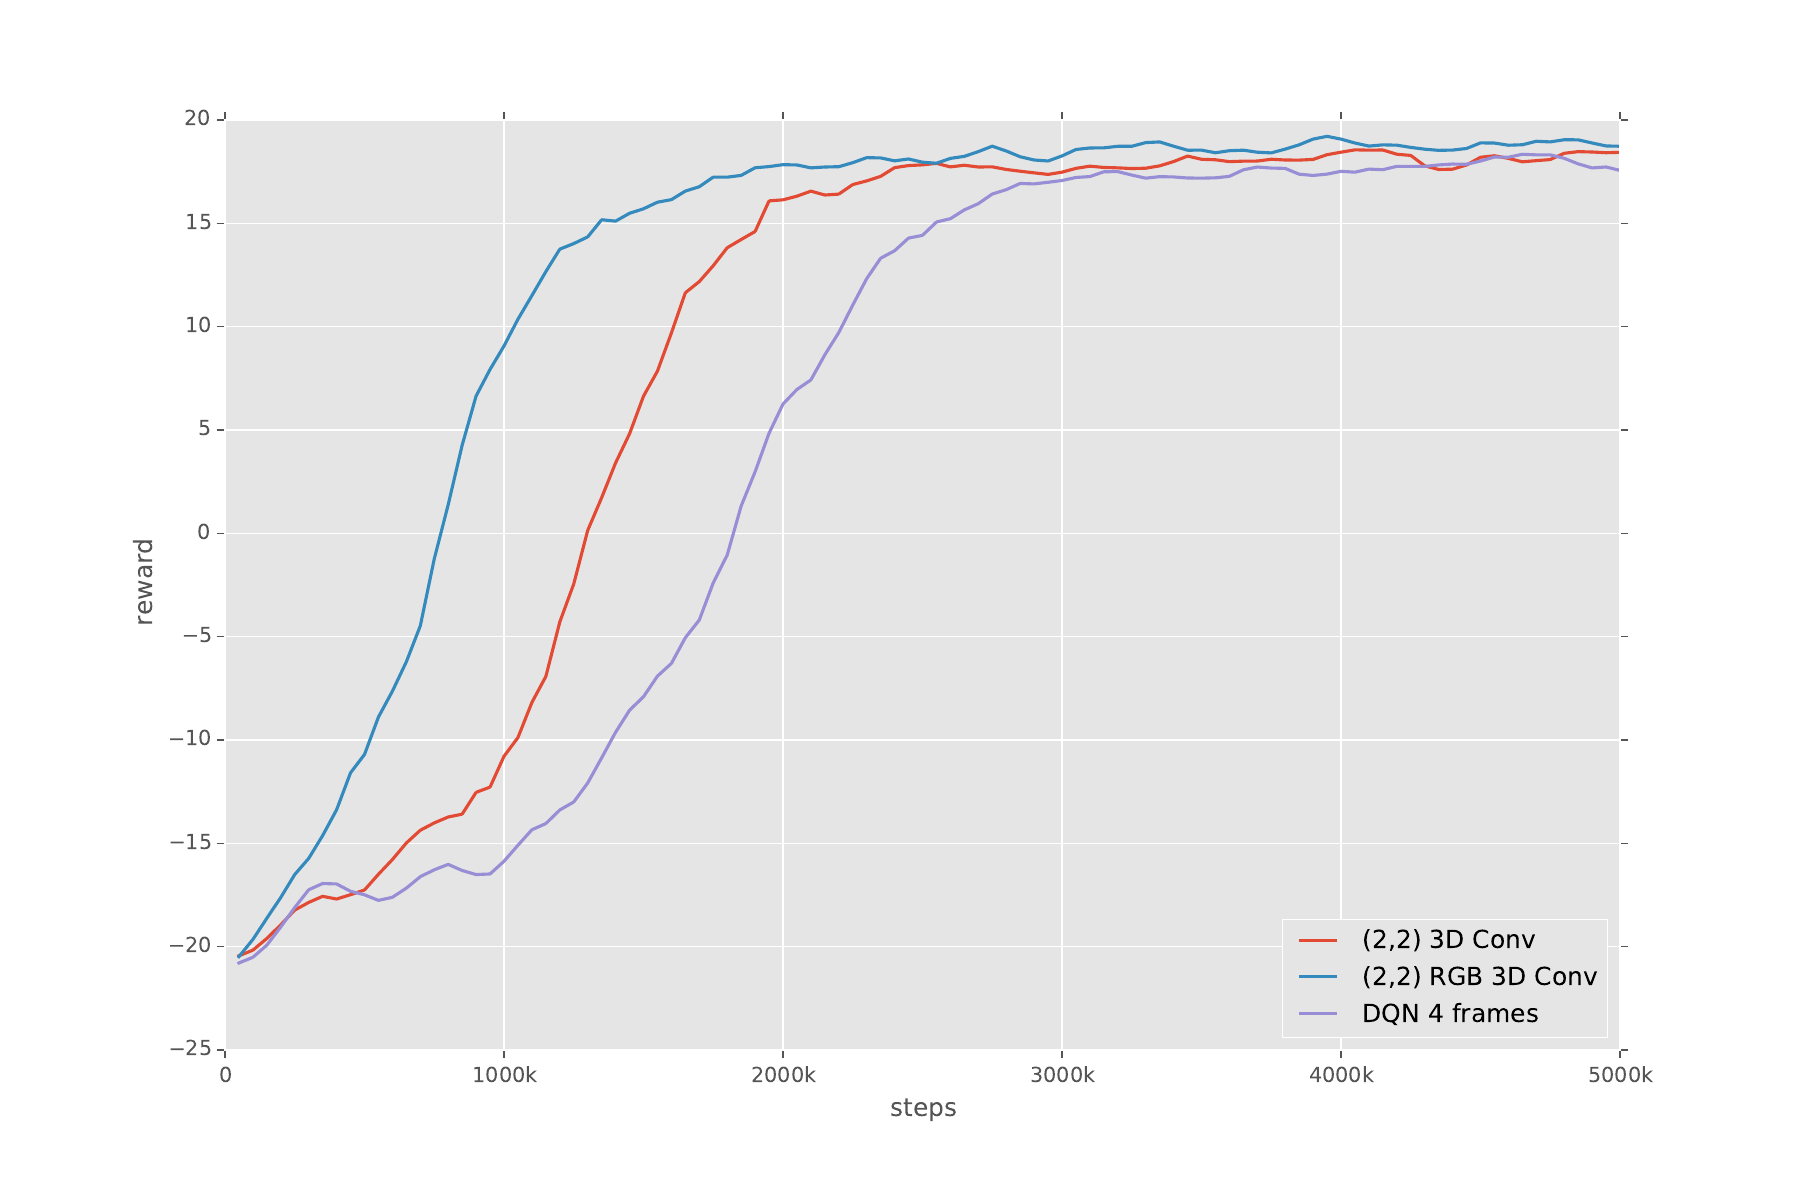 20
15
10
5
0
−5
−10
−15
−20
−25
reward
0 1000k 2000k 3000k 4000k 5000k
steps
(2,2) 3D Conv
(2,2) RGB 3D Conv
DQN 4 frames